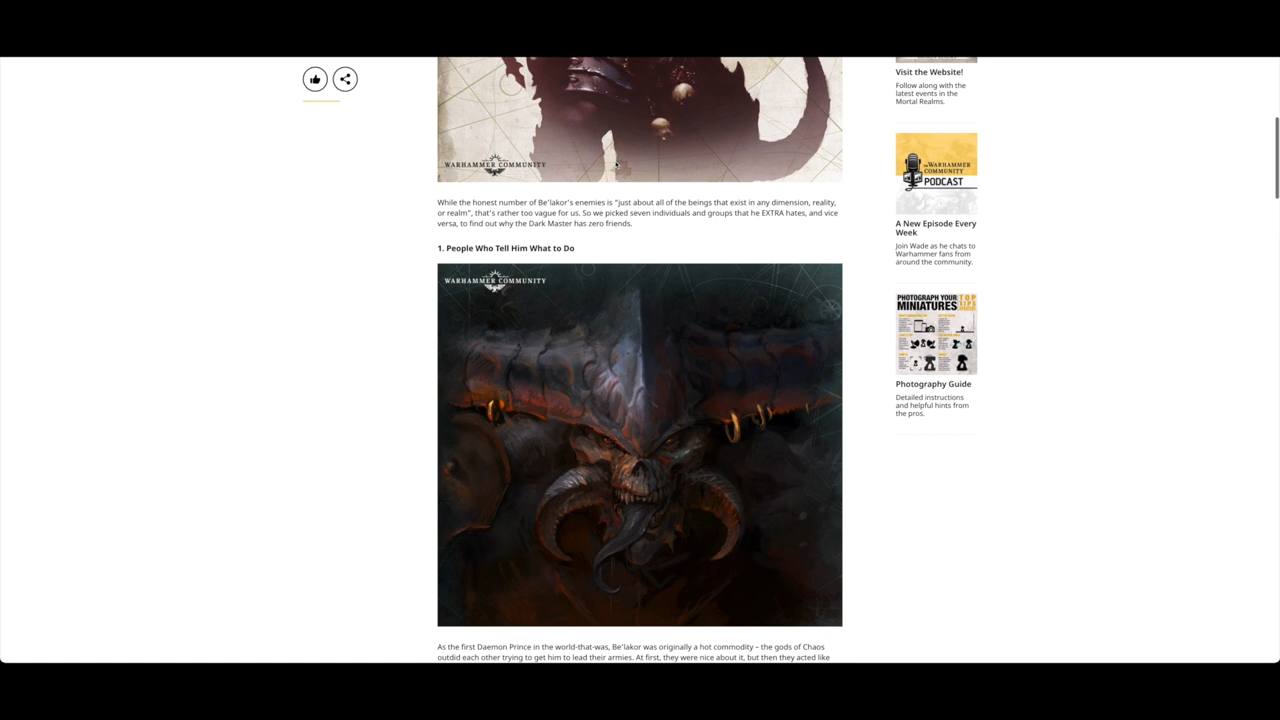 WARHAMMER COMMUNITY
While the honest number of Be'lakor's enemies is "just about all of the beings that exist in any dimension, reality,
or realm", that's rather too vague for us. So we picked seven individuals and groups that he EXTRA hates, and vice
versa, to find out why the Dark Master has zero friends.
1. People Who Tell Him What to Do
WARHAMMER COMMUNITY
As the first Daemon Prince in the world-that-was, Be'lakor was originally a hot commodity – the gods of Chaos
outdid each other trying to get him to lead their armies. At first, they were nice about it, but then they acted like
Visit the Website!
Follow along with the
latest events in the
Mortal Realms.
THE WARHAMMER
COMMUNITY
PODCAST
A New Episode Every
Week
Join Wade as he chats to
Warhammer fans from
around the community.
PHOTOGRAPH YOUR
MINIATURES
TOP
TIPS
Photography Guide
Detailed instructions
and helpful hints from
the pros.